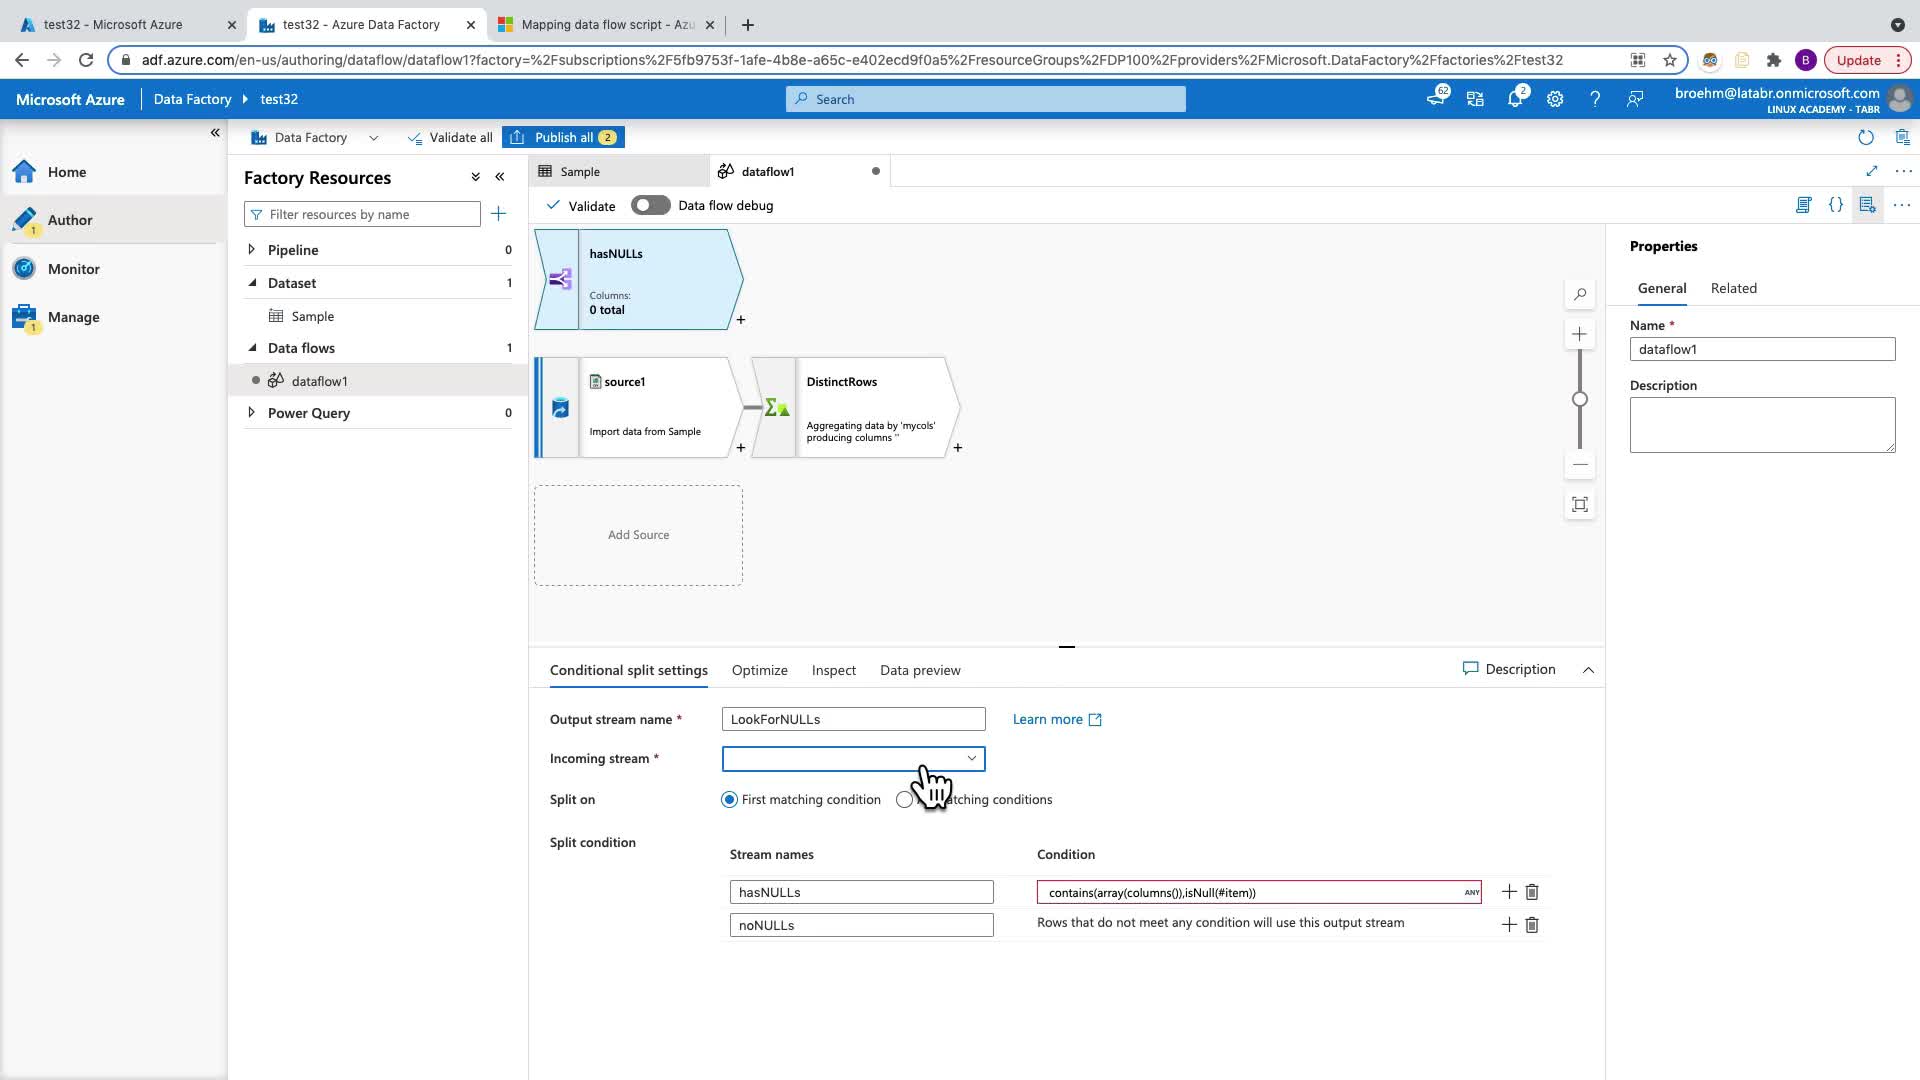 test32 - Microsoft Azure
test32 - Azure Data Factory
Mapping data flow script - Azu
adf.azure.com/en-us/authoring/dataflow/dataflow1?factory=%2Fsubscriptions%2F5fb9753f-1afe-4b8e-a65c-e402ecd9f0a5%2FresourceGroups%2FDP100%2Fproviders%2FMicrosoft.DataFactory%2Ffactories%2Ftest32
B
Update
Microsoft Azure
Data Factory
test32
Search
62
2
broehm@latabr.onmicrosoft.com
LINUX ACADEMY - TABR
Home
Author
1
Monitor
Manage
1
Data Factory
Validate all
Publish all 2
Factory Resources
Filter resources by name
Pipeline 0
Dataset 1
Sample
Data flows 1
dataflow1
Power Query 0
Sample
dataflow1
Validate
Data flow debug
hasNULLs
Columns:
0 total
source1
Import data from Sample
DistinctRows
Aggregating data by 'mycols'
producing columns ''
Add Source
Properties
General
Related
Name *
dataflow1
Description
Conditional split settings
Optimize
Inspect
Data preview
Description
Output stream name *
LookForNULLs
Learn more
Incoming stream *
Split on
First matching condition
tching conditions
Split condition
Stream names
Condition
hasNULLs
contains(array(columns()),isNull(#item))
ANY
noNULLs
Rows that do not meet any condition will use this output stream